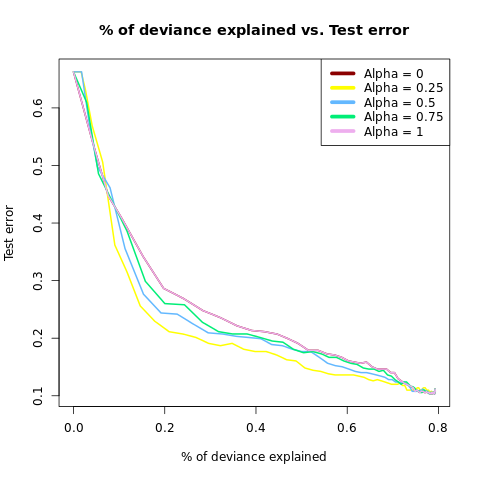 % of deviance explained vs. Test error
Alpha = 0
Alpha = 0.25
Alpha = 0.5
Alpha = 0.75
Alpha = 1
Test error
0.6
0.5
0.4
0.3
0.2
0.1
0.0 0.2 0.4 0.6 0.8
% of deviance explained